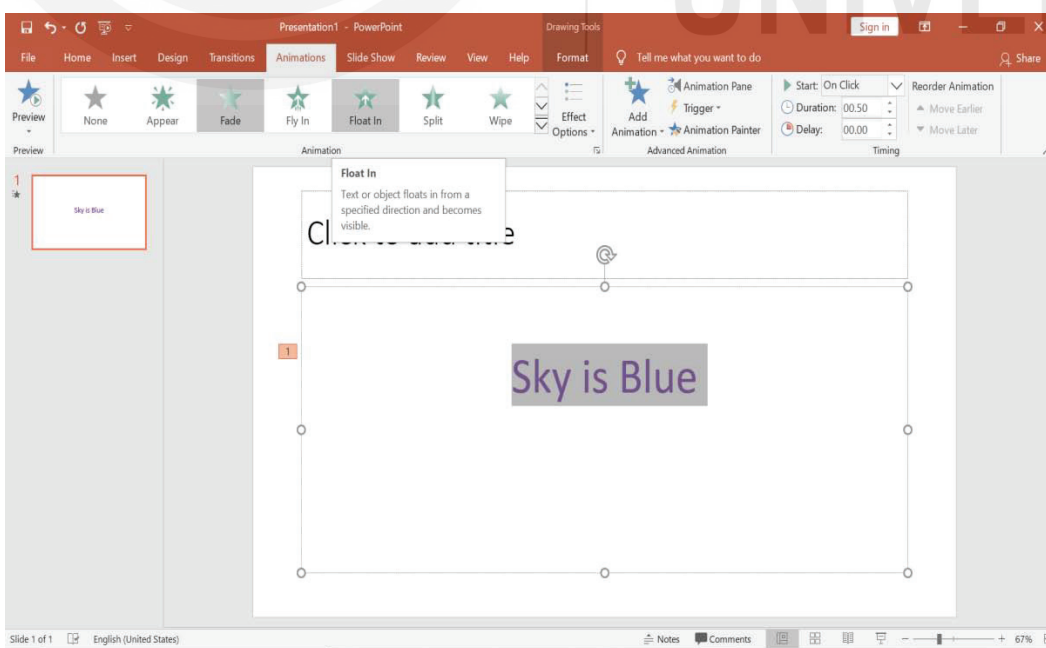 UNIVE
Presentation1 - PowerPoint
Drawing Tools
Sign in
File Home Insert Design Transitions Animations Slide Show Review View Help Format Tell me what you want to do Share
Preview
None Appear Fade Fly In Float In Split Wipe
Effect Options
Add Animation
Animation Pane
Trigger
Animation Painter
Start: On Click
Duration: 00.50
Delay: 00.00
Reorder Animation
Move Earlier
Move Later
Preview Animation Advanced Animation Timing
Float In
Text or object floats in from a
specified direction and becomes
visible.
1
Sky is Blue
1
Sky is Blue
Slide 1 of 1 English (United States) Notes Comments 67%